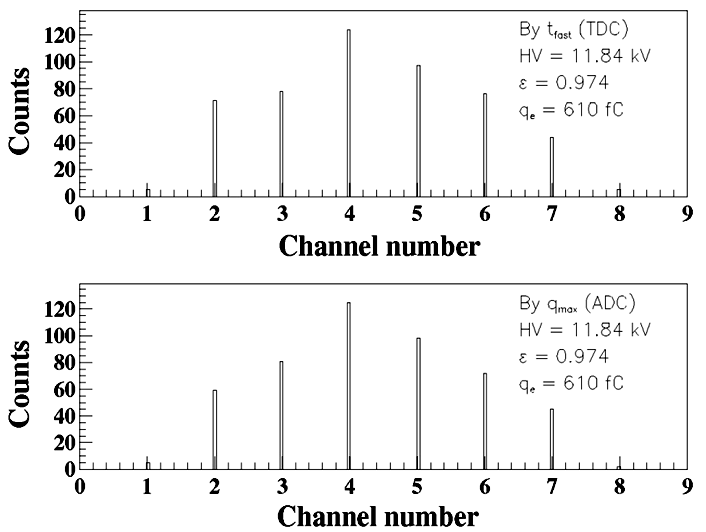 By t_fast (TDC)
HV = 11.84 kV
ε = 0.974
q_e = 610 fC
Counts
120
100
80
60
40
20
0
0 1 2 3 4 5 6 7 8 9
Channel number
By q_max (ADC)
HV = 11.84 kV
ε = 0.974
q_e = 610 fC
Counts
120
100
80
60
40
20
0
0 1 2 3 4 5 6 7 8 9
Channel number